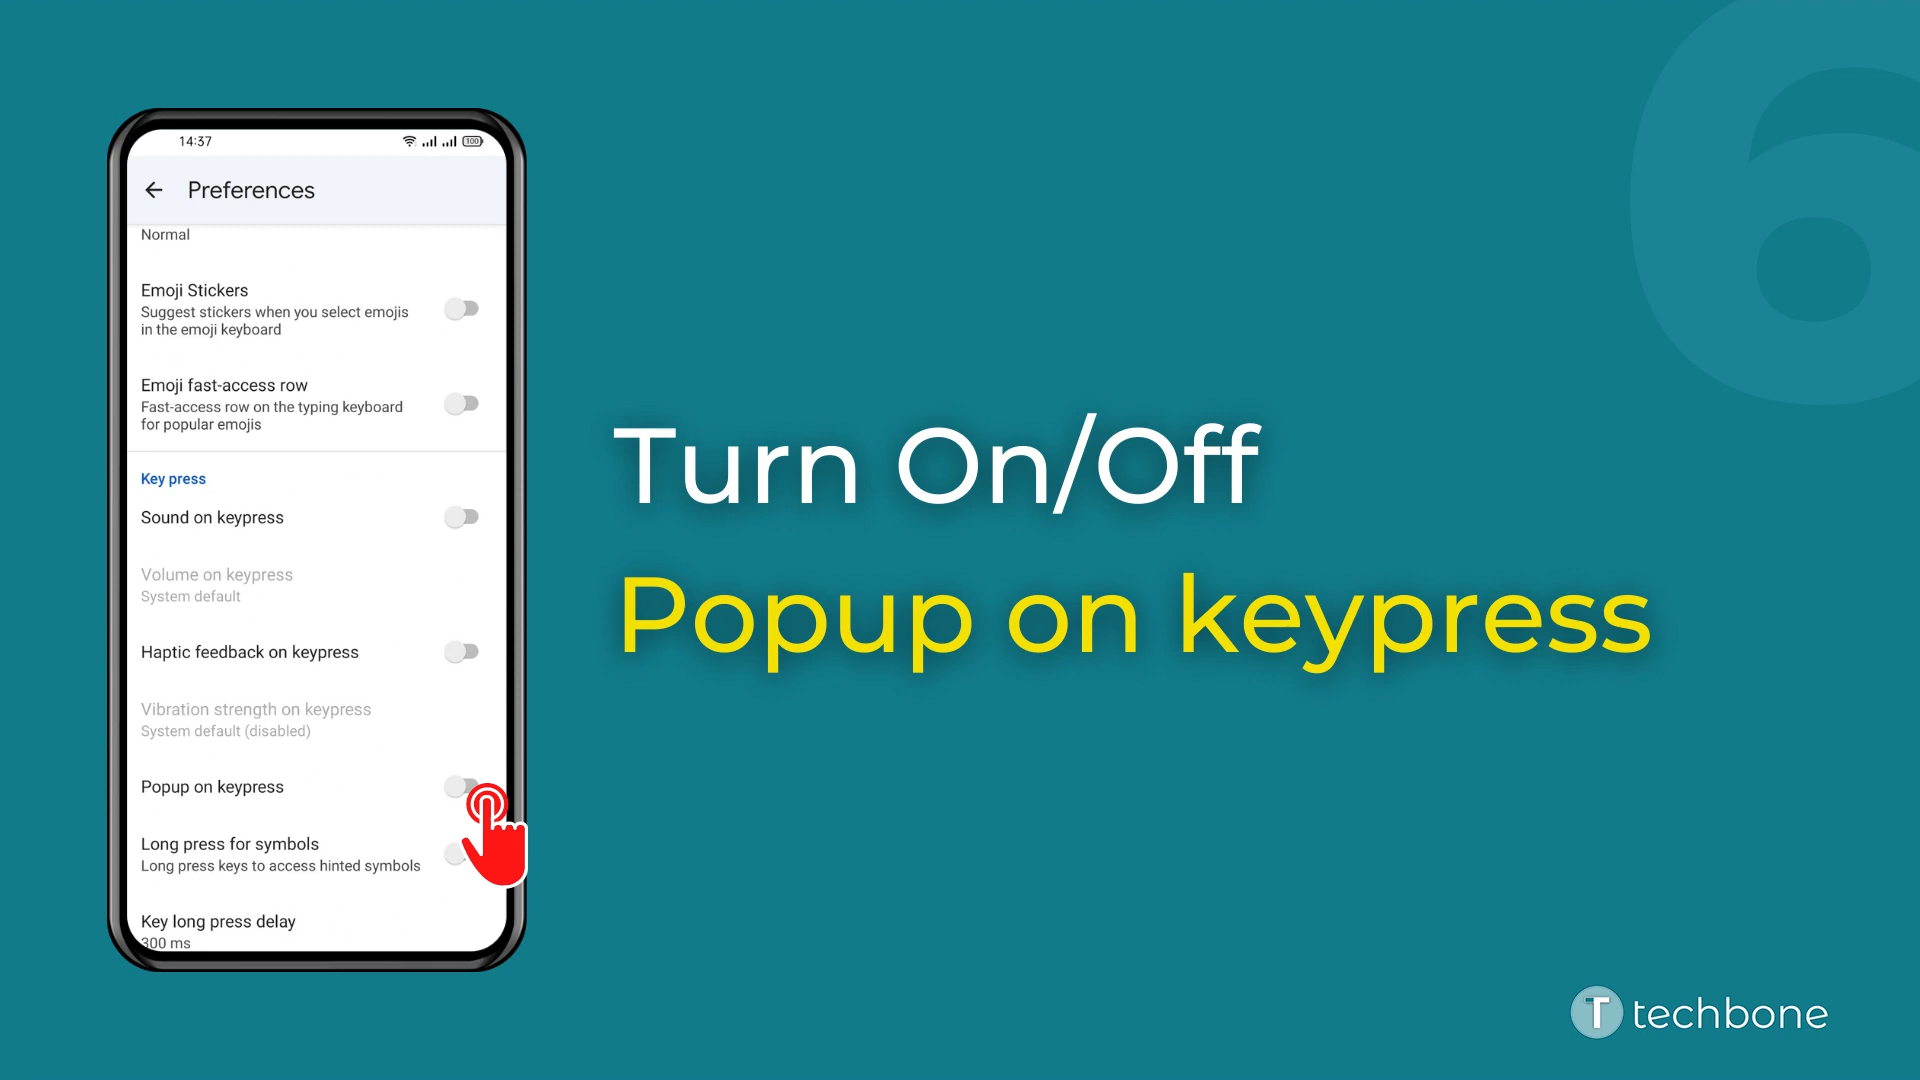 6
14:37
100
Preferences
Normal
Emoji Stickers
Suggest stickers when you select emojis
in the emoji keyboard
Emoji fast-access row
Fast-access row on the typing keyboard
for popular emojis
Key press
Sound on keypress
Volume on keypress
System default
Haptic feedback on keypress
Vibration strength on keypress
System default (disabled)
Popup on keypress
Long press for symbols
Long press keys to access hinted symbols
Key long press delay
300 ms
Turn On/Off
Popup on keypress
T techbone